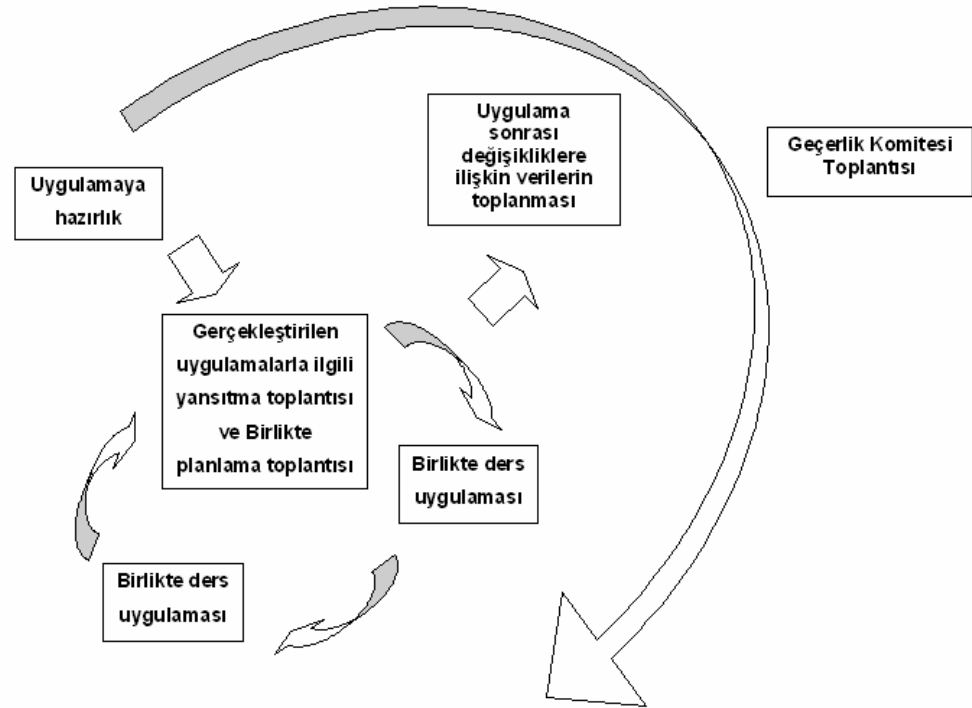 Uygulamaya
hazırlık
Uygulama
sonrası
değişikliklere
ilişkin verilerin
toplanması
Geçerlik Komitesi
Toplantısı
Gerçekleştirilen
uygulamalarla ilgili
yansıtma toplantısı
ve Birlikte
planlama toplantısı
Birlikte ders
uygulaması
Birlikte ders
uygulaması